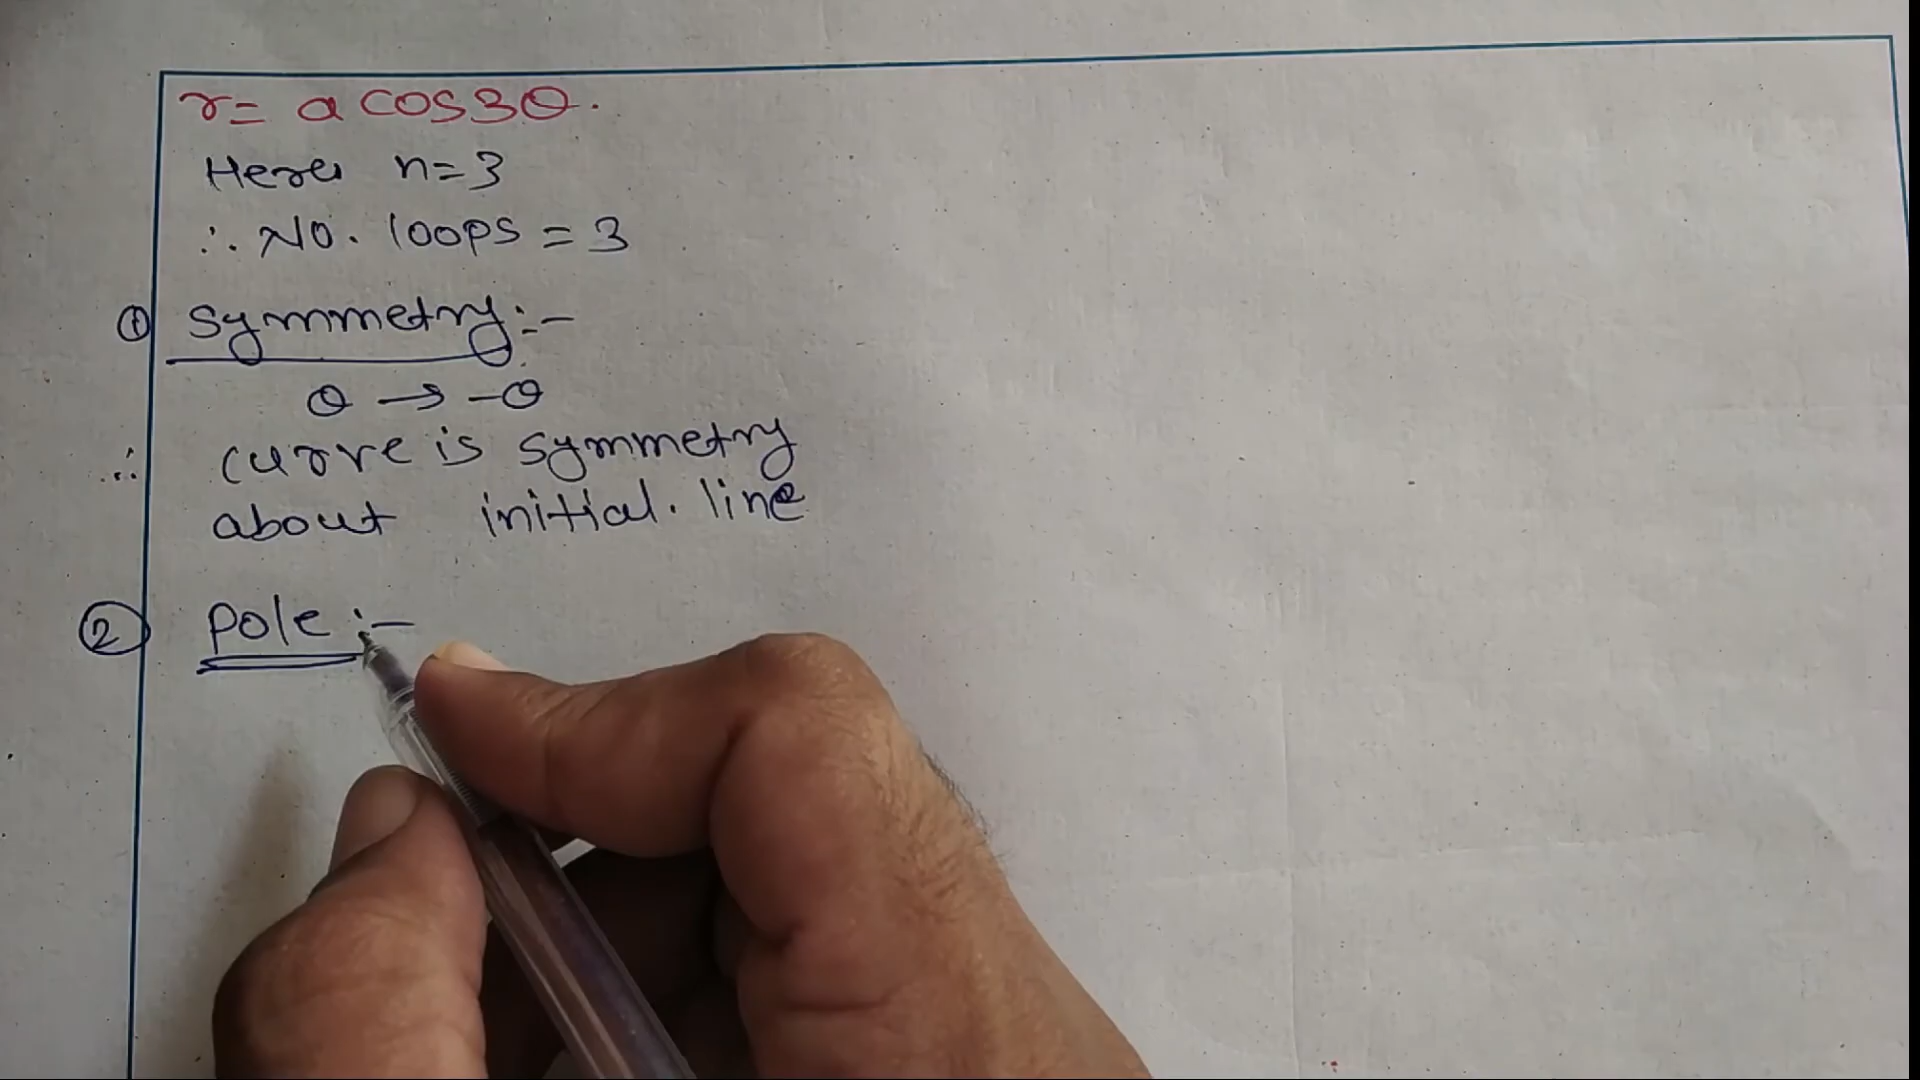 r = a cos3θ.
Here n=3
∴ No. loops = 3
① Symmetry:-
θ → -θ
∴ curve is symmetry
about initial. line
② Pole :-